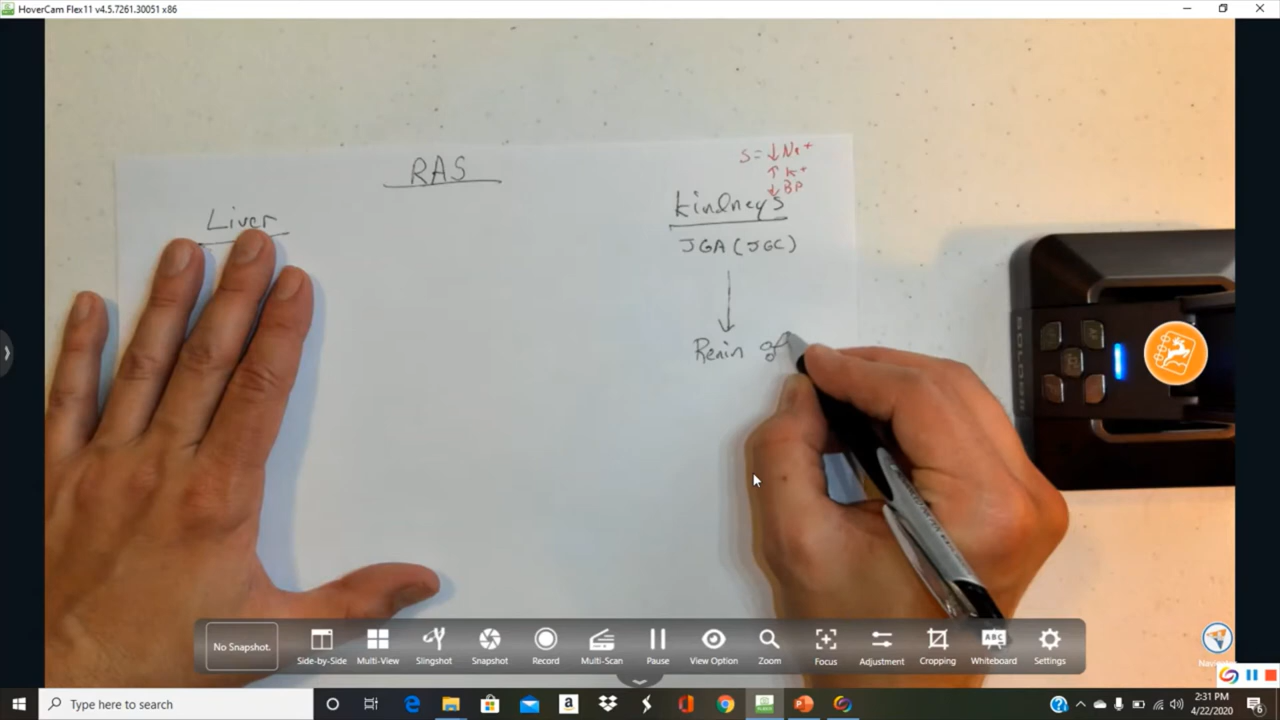 HoverCam Flex11 v4.5.7261.30051 x86
S= ↓ Na+
↑ K+
↓ BP
RAS
Liver
Kindneys
JGA (JGC)
↓
Renin
No Snapshot.
Side-by-Side
Multi-View
Slingshot
Snapshot
Record
Multi-Scan
Pause
View Option
Zoom
Focus
Adjustment
Cropping
ABC
Whiteboard
Settings
Type here to search
2:31 PM
4/22/2020